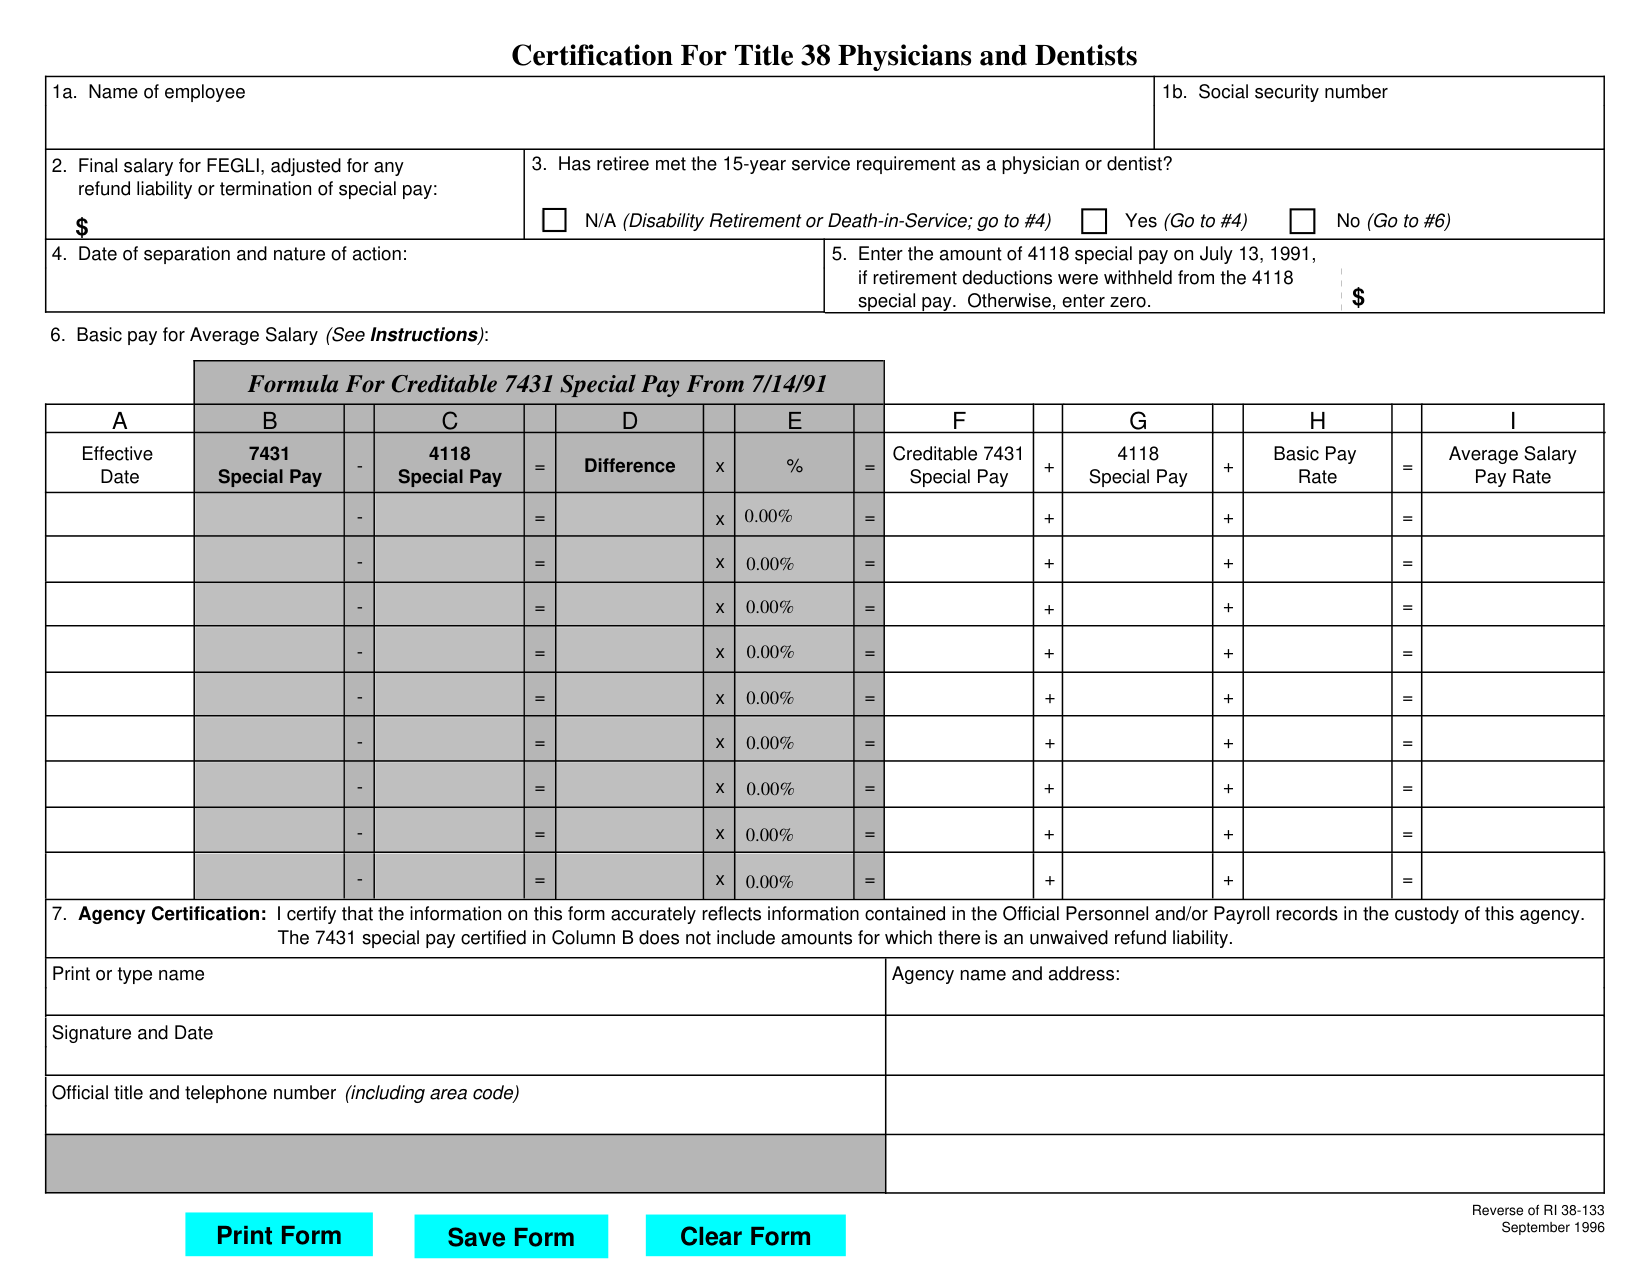 Certification For Title 38 Physicians and Dentists
1a. Name of employee
1b. Social security number
2. Final salary for FEGLI, adjusted for any
refund liability or termination of special pay:
$
3. Has retiree met the 15-year service requirement as a physician or dentist?
N/A (Disability Retirement or Death-in-Service; go to #4) Yes (Go to #4) No (Go to #6)
4. Date of separation and nature of action:
5. Enter the amount of 4118 special pay on July 13, 1991,
if retirement deductions were withheld from the 4118
special pay. Otherwise, enter zero. $
6. Basic pay for Average Salary (See Instructions):
Formula For Creditable 7431 Special Pay From 7/14/91
A B C D E F G H I
Effective Date 7431 Special Pay - 4118 Special Pay = Difference x % = Creditable 7431 Special Pay + 4118 Special Pay + Basic Pay Rate = Average Salary Pay Rate
- = x 0.00% = + + =
- = x 0.00% = + + =
- = x 0.00% = + + =
- = x 0.00% = + + =
- = x 0.00% = + + =
- = x 0.00% = + + =
- = x 0.00% = + + =
- = x 0.00% = + + =
- = x 0.00% = + + =
7. Agency Certification: I certify that the information on this form accurately reflects information contained in the Official Personnel and/or Payroll records in the custody of this agency.
The 7431 special pay certified in Column B does not include amounts for which there is an unwaived refund liability.
Print or type name
Agency name and address:
Signature and Date
Official title and telephone number (including area code)
Reverse of RI 38-133
September 1996
Print Form
Save Form
Clear Form